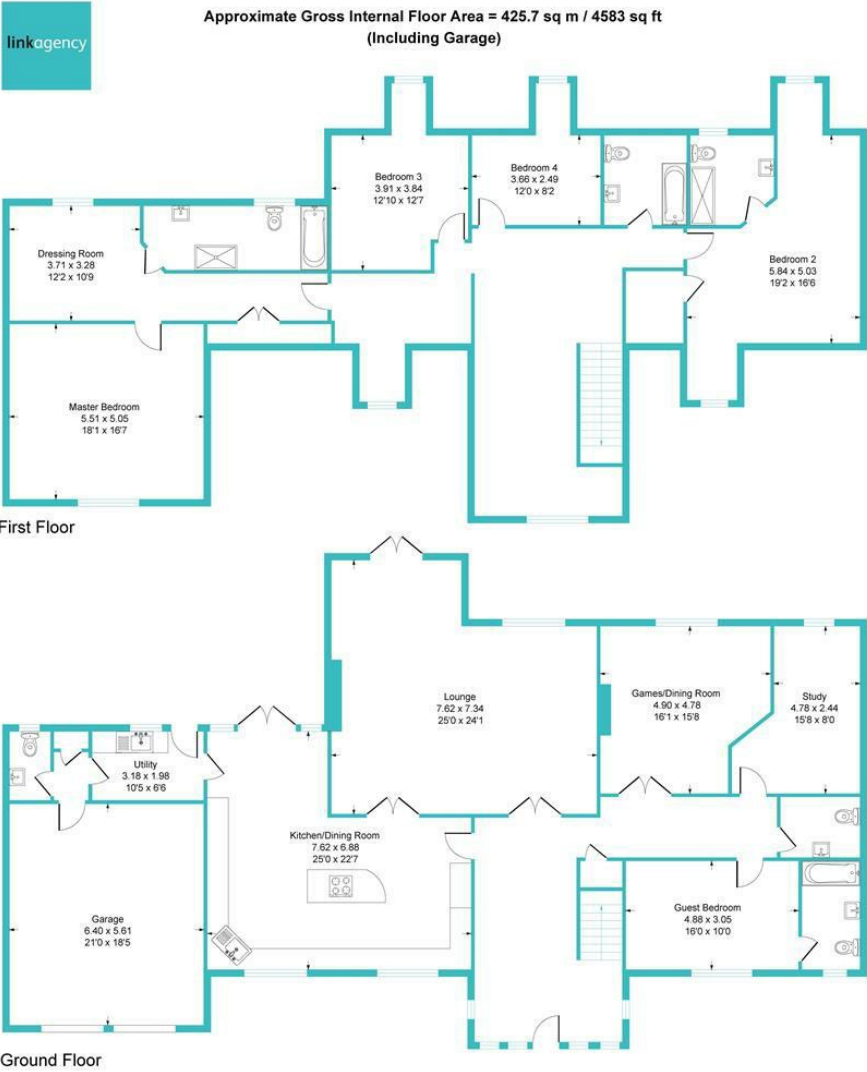 linkagency
Approximate Gross Internal Floor Area = 425.7 sq m / 4583 sq ft
(Including Garage)
Bedroom 3
3.91 x 3.84
12'10 x 12'7
Bedroom 4
3.66 x 2.49
12'0 x 8'2
Dressing Room
3.71 x 3.28
12'2 x 10'9
Bedroom 2
5.84 x 5.03
19'2 x 16'6
Master Bedroom
5.51 x 5.05
18'1 x 16'7
First Floor
Lounge
7.62 x 7.34
25'0 x 24'1
Games/Dining Room
4.90 x 4.78
16'1 x 15'8
Study
4.78 x 2.44
15'8 x 8'0
Utility
3.18 x 1.98
10'5 x 6'6
Kitchen/Dining Room
7.62 x 6.88
25'0 x 22'7
Garage
6.40 x 5.61
21'0 x 18'5
Guest Bedroom
4.88 x 3.05
16'0 x 10'0
Ground Floor